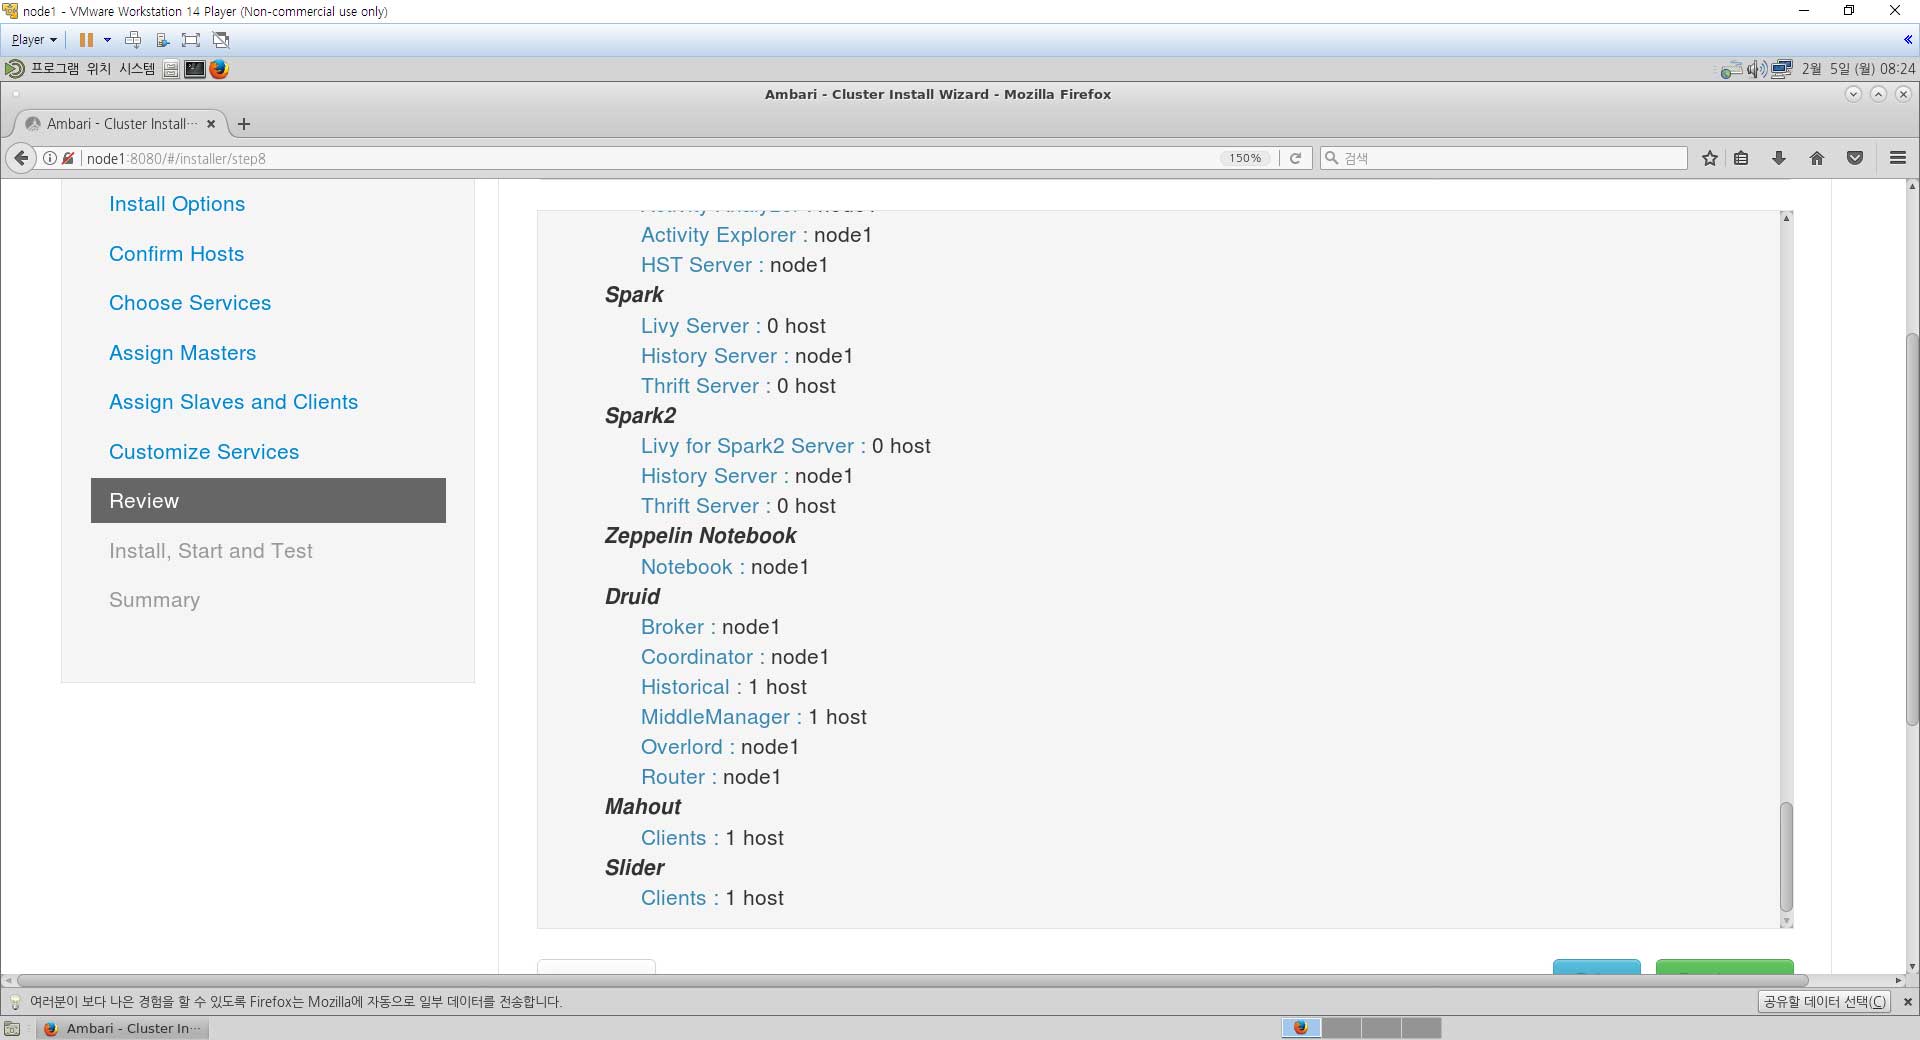 node1 - VMware Workstation 14 Player (Non-commercial use only)
Player
프로그램 위치 시스템
2월 5일 (월) 08:24
Ambari - Cluster Install Wizard - Mozilla Firefox
Ambari - Cluster Install···
node1:8080/#/installer/step8
150%
검색
Install Options
Confirm Hosts
Choose Services
Assign Masters
Assign Slaves and Clients
Customize Services
Review
Install, Start and Test
Summary
Activity Analyzer : node1
Activity Explorer : node1
HST Server : node1
Spark
Livy Server : 0 host
History Server : node1
Thrift Server : 0 host
Spark2
Livy for Spark2 Server : 0 host
History Server : node1
Thrift Server : 0 host
Zeppelin Notebook
Notebook : node1
Druid
Broker : node1
Coordinator : node1
Historical : 1 host
MiddleManager : 1 host
Overlord : node1
Router : node1
Mahout
Clients : 1 host
Slider
Clients : 1 host
여러분이 보다 나은 경험을 할 수 있도록 Firefox는 Mozilla에 자동으로 일부 데이터를 전송합니다.
공유할 데이터 선택(C)
Ambari - Cluster In···